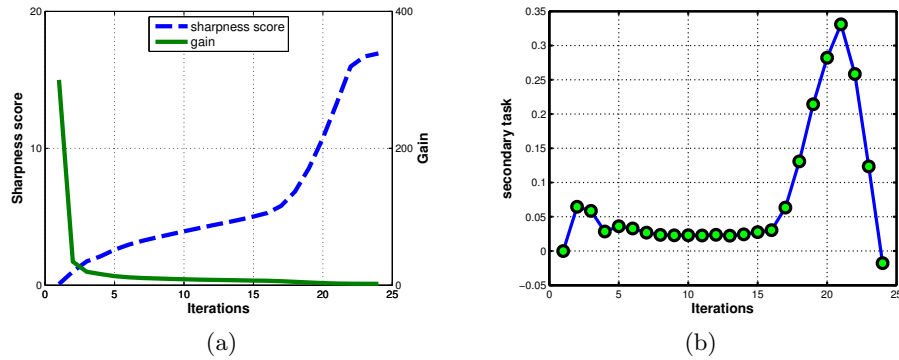 20
10
0
Sharpness score
sharpness score
gain
400
200
0
Gain
0 5 10 15 20 25
Iterations
(a)
0.35
0.3
0.25
0.2
0.15
0.1
0.05
0
−0.05
secondary task
0 5 10 15 20 25
Iterations
(b)